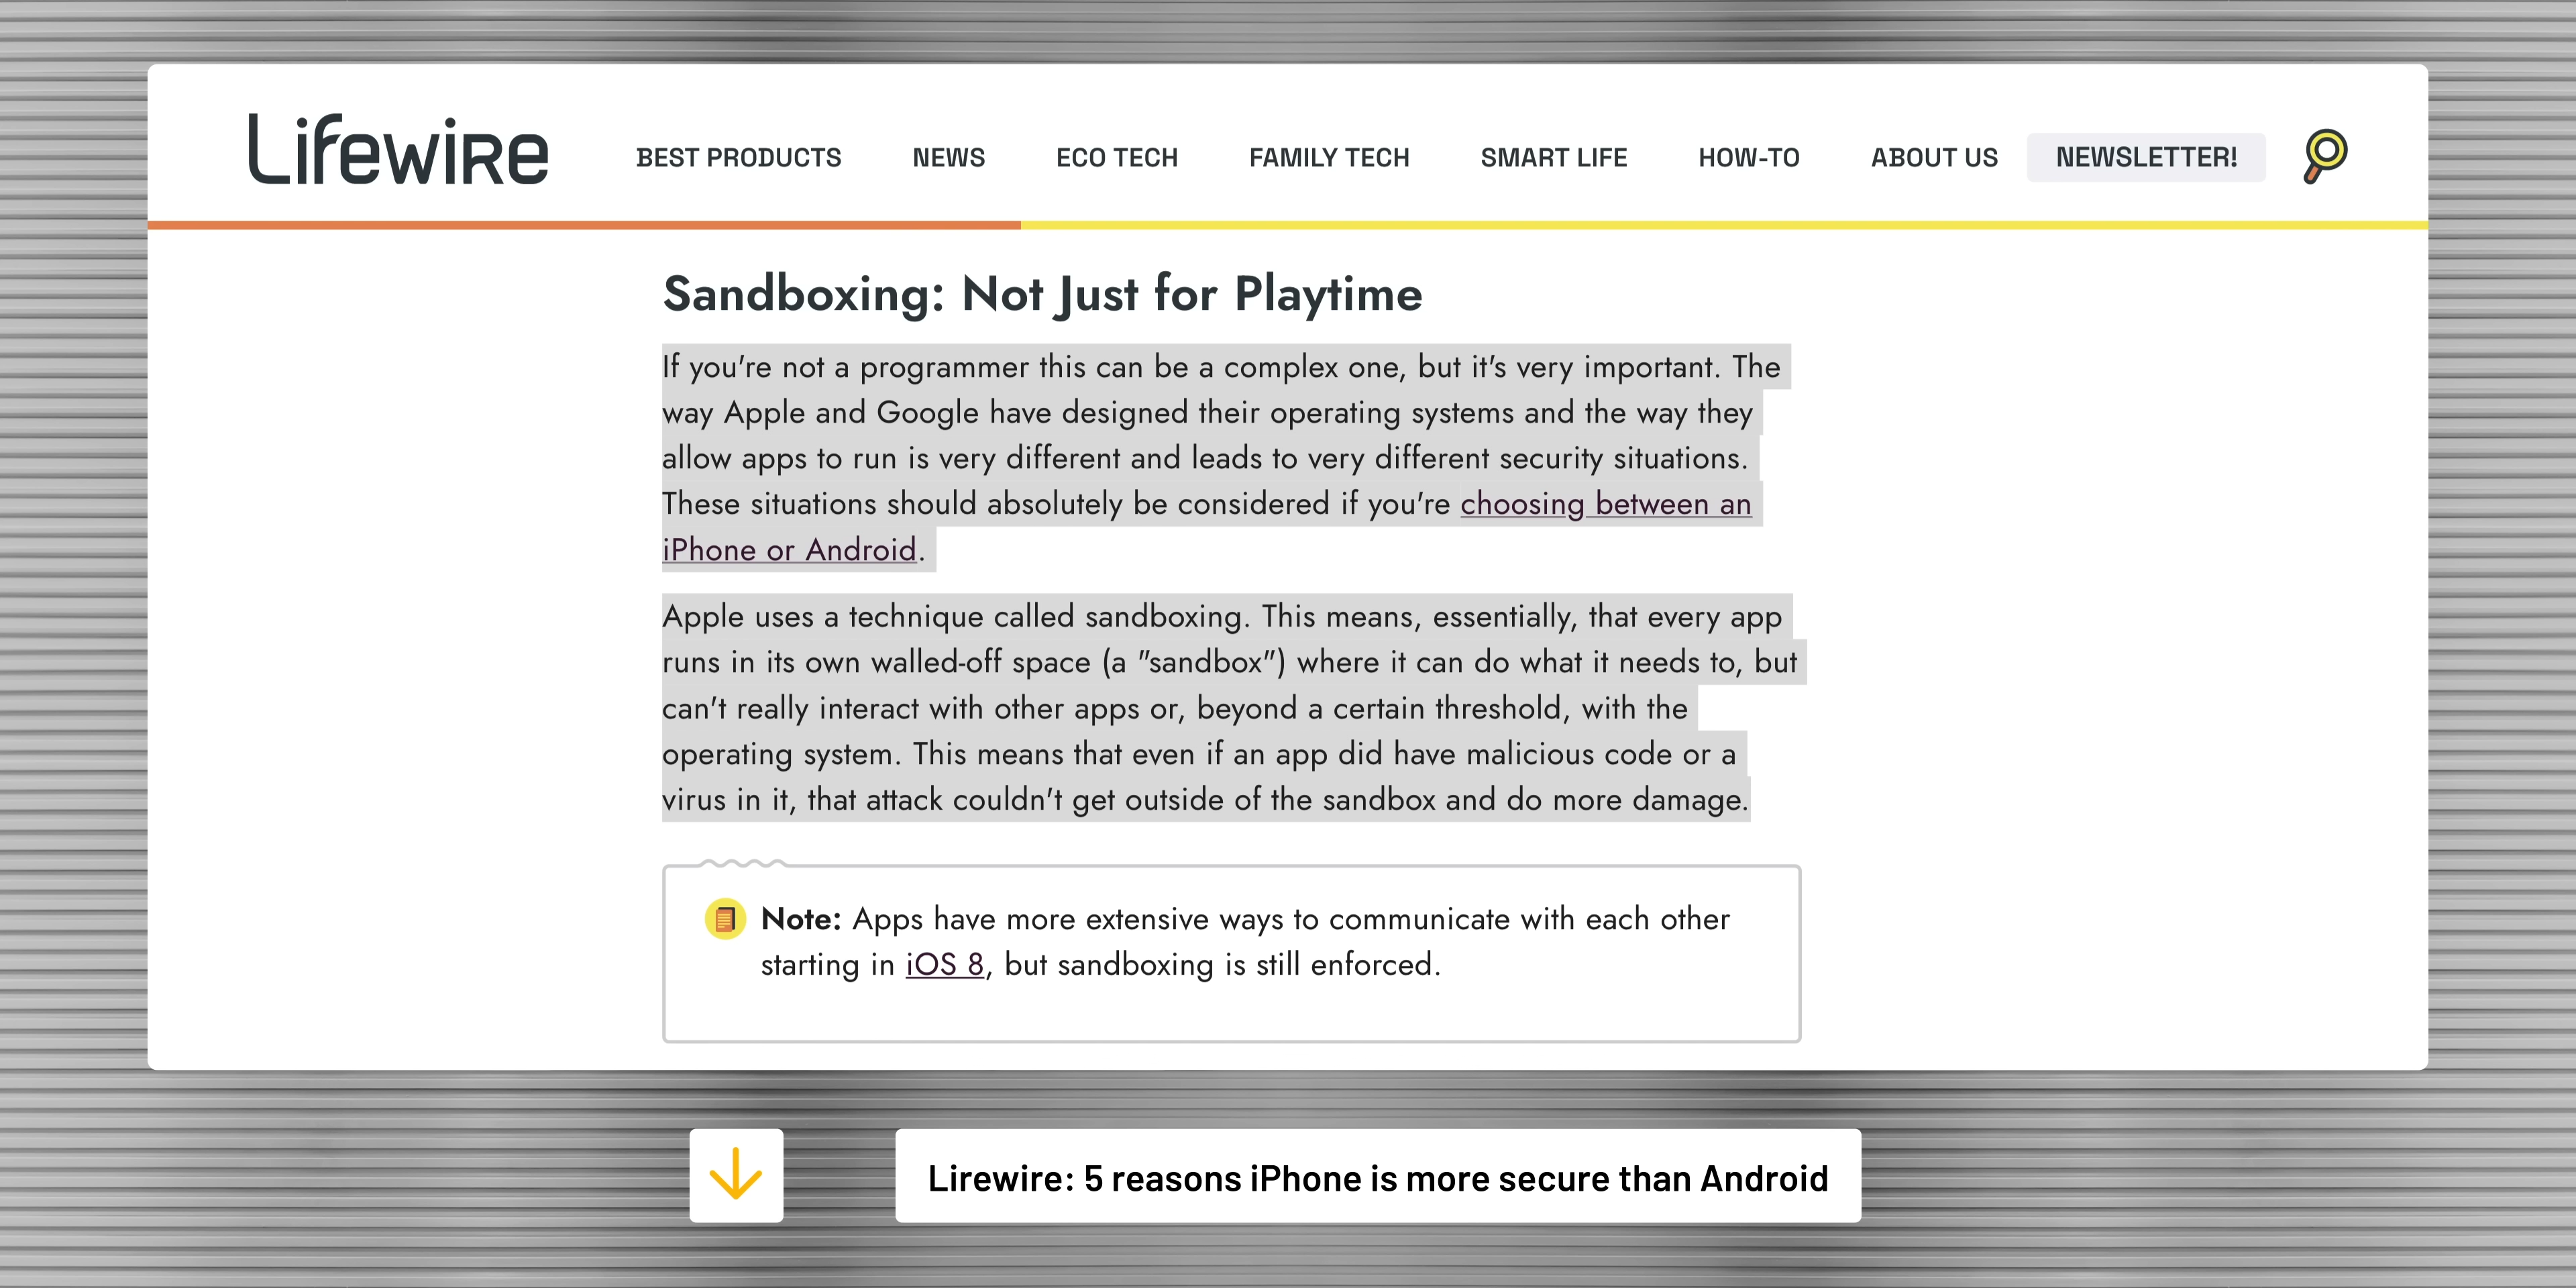 Lifewire
BEST PRODUCTS NEWS ECO TECH FAMILY TECH SMART LIFE HOW-TO ABOUT US NEWSLETTER!
Sandboxing: Not Just for Playtime
If you're not a programmer this can be a complex one, but it's very important. The
way Apple and Google have designed their operating systems and the way they
allow apps to run is very different and leads to very different security situations.
These situations should absolutely be considered if you're choosing between an
iPhone or Android.
Apple uses a technique called sandboxing. This means, essentially, that every app
runs in its own walled-off space (a "sandbox") where it can do what it needs to, but
can't really interact with other apps or, beyond a certain threshold, with the
operating system. This means that even if an app did have malicious code or a
virus in it, that attack couldn't get outside of the sandbox and do more damage.
Note: Apps have more extensive ways to communicate with each other
starting in iOS 8, but sandboxing is still enforced.
Lirewire: 5 reasons iPhone is more secure than Android